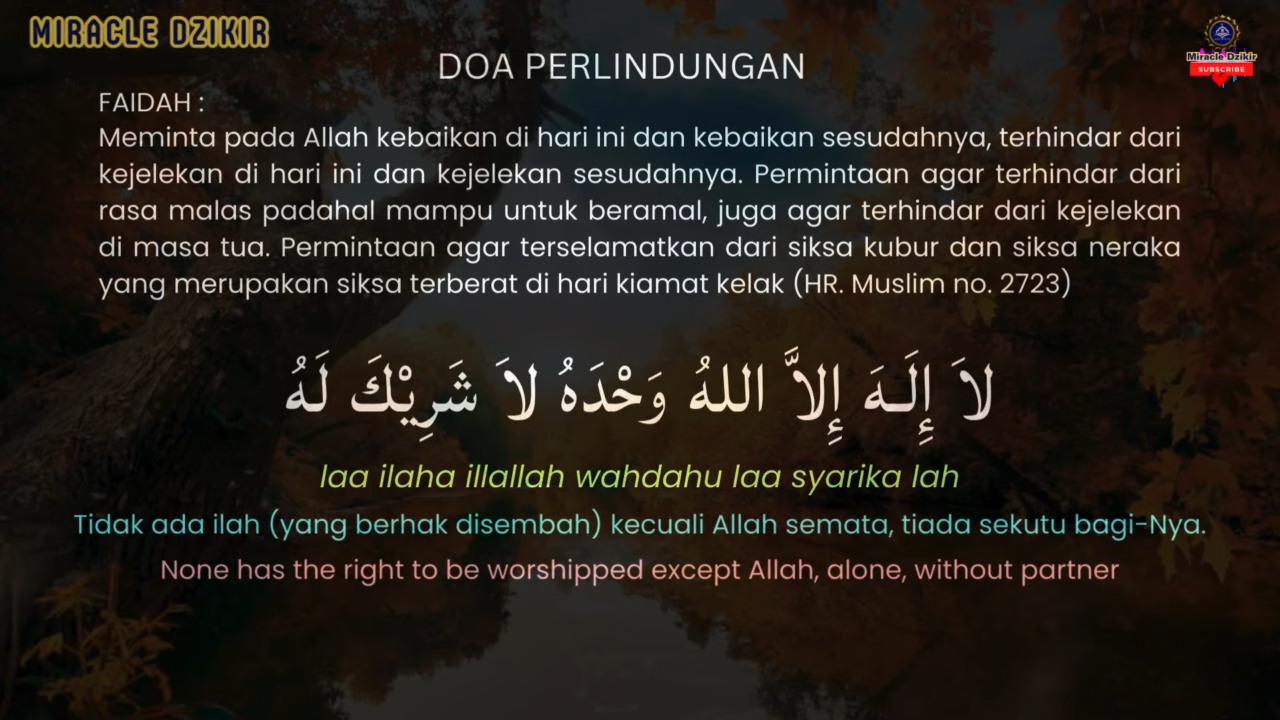 MIRACLE DZIKIR
Miracle Dzikir
SUBSCRIBE
DOA PERLINDUNGAN
FAIDAH :
Meminta pada Allah kebaikan di hari ini dan kebaikan sesudahnya, terhindar dari
kejelekan di hari ini dan kejelekan sesudahnya. Permintaan agar terhindar dari
rasa malas padahal mampu untuk beramal, juga agar terhindar dari kejelekan
di masa tua. Permintaan agar terselamatkan dari siksa kubur dan siksa neraka
yang merupakan siksa terberat di hari kiamat kelak (HR. Muslim no. 2723)
لاَ إِلَـهَ إِلاَّ اللهُ وَحْدَهُ لاَ شَرِيْكَ لَهُ
laa ilaha illallah wahdahu laa syarika lah
Tidak ada ilah (yang berhak disembah) kecuali Allah semata, tiada sekutu bagi-Nya.
None has the right to be worshipped except Allah, alone, without partner